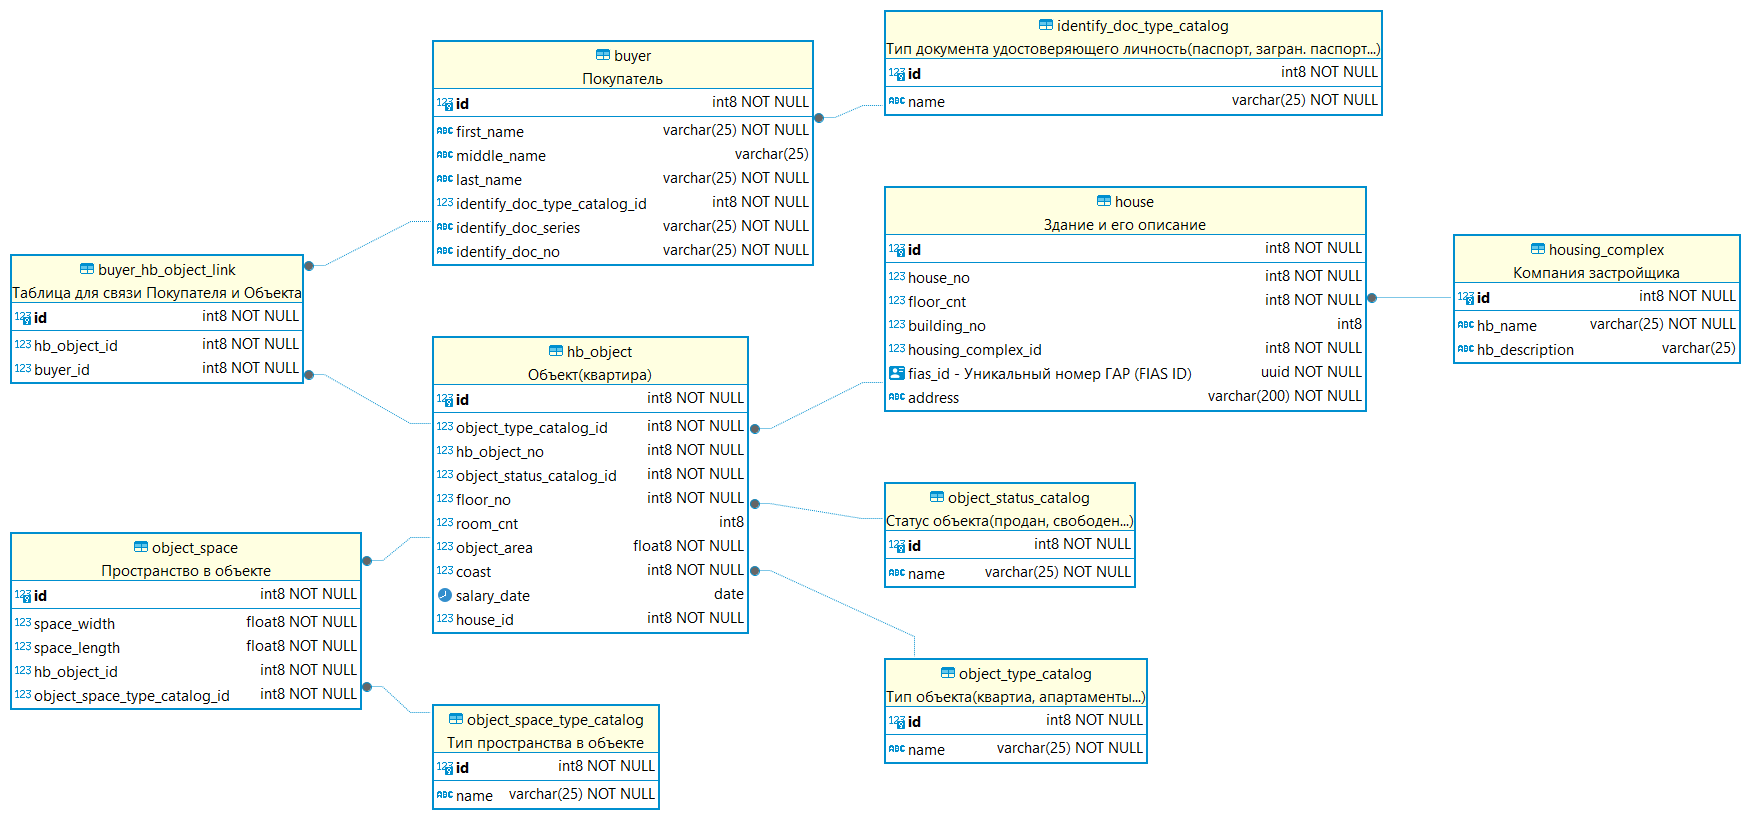 buyer
Покупатель
id int8 NOT NULL
first_name varchar(25) NOT NULL
middle_name varchar(25)
last_name varchar(25) NOT NULL
identify_doc_type_catalog_id int8 NOT NULL
identify_doc_series varchar(25) NOT NULL
identify_doc_no varchar(25) NOT NULL
identify_doc_type_catalog
Тип документа удостоверяющего личность(паспорт, загран. паспорт...)
id int8 NOT NULL
name varchar(25) NOT NULL
house
Здание и его описание
id int8 NOT NULL
house_no int8 NOT NULL
floor_cnt int8 NOT NULL
building_no int8
housing_complex_id int8 NOT NULL
fias_id - Уникальный номер ГАР (FIAS ID) uuid NOT NULL
address varchar(200) NOT NULL
housing_complex
Компания застройщика
id int8 NOT NULL
hb_name varchar(25) NOT NULL
hb_description varchar(25)
buyer_hb_object_link
Таблица для связи Покупателя и Объекта
id int8 NOT NULL
hb_object_id int8 NOT NULL
buyer_id int8 NOT NULL
hb_object
Объект(квартира)
id int8 NOT NULL
object_type_catalog_id int8 NOT NULL
hb_object_no int8 NOT NULL
object_status_catalog_id int8 NOT NULL
floor_no int8 NOT NULL
room_cnt int8
object_area float8 NOT NULL
coast int8 NOT NULL
salary_date date
house_id int8 NOT NULL
object_status_catalog
Статус объекта(продан, свободен...)
id int8 NOT NULL
name varchar(25) NOT NULL
object_space
Пространство в объекте
id int8 NOT NULL
space_width float8 NOT NULL
space_length float8 NOT NULL
hb_object_id int8 NOT NULL
object_space_type_catalog_id int8 NOT NULL
object_type_catalog
Тип объекта(квартиа, апартаменты...)
id int8 NOT NULL
name varchar(25) NOT NULL
object_space_type_catalog
Тип пространства в объекте
id int8 NOT NULL
name varchar(25) NOT NULL